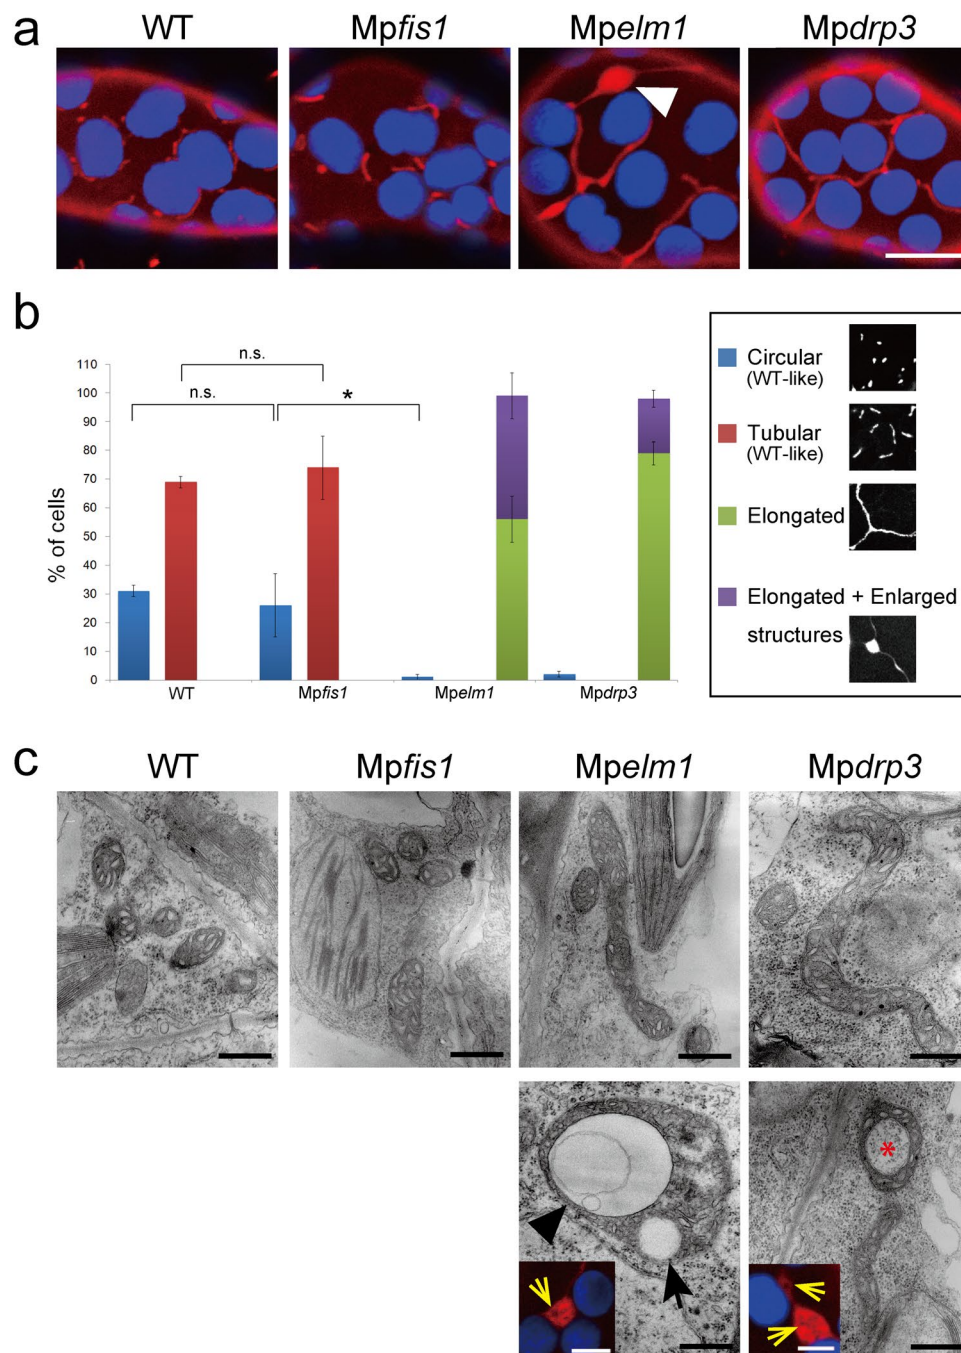 a
WT Mpfis1 Mpelm1 Mpdrp3
b
% of cells
110
100
90
80
70
60
50
40
30
20
10
0
n.s.
n.s. *
WT Mpfis1 Mpelm1 Mpdrp3
Circular
(WT-like)
Tubular
(WT-like)
Elongated
Elongated + Enlarged
structures
c
WT Mpfis1 Mpelm1 Mpdrp3
*